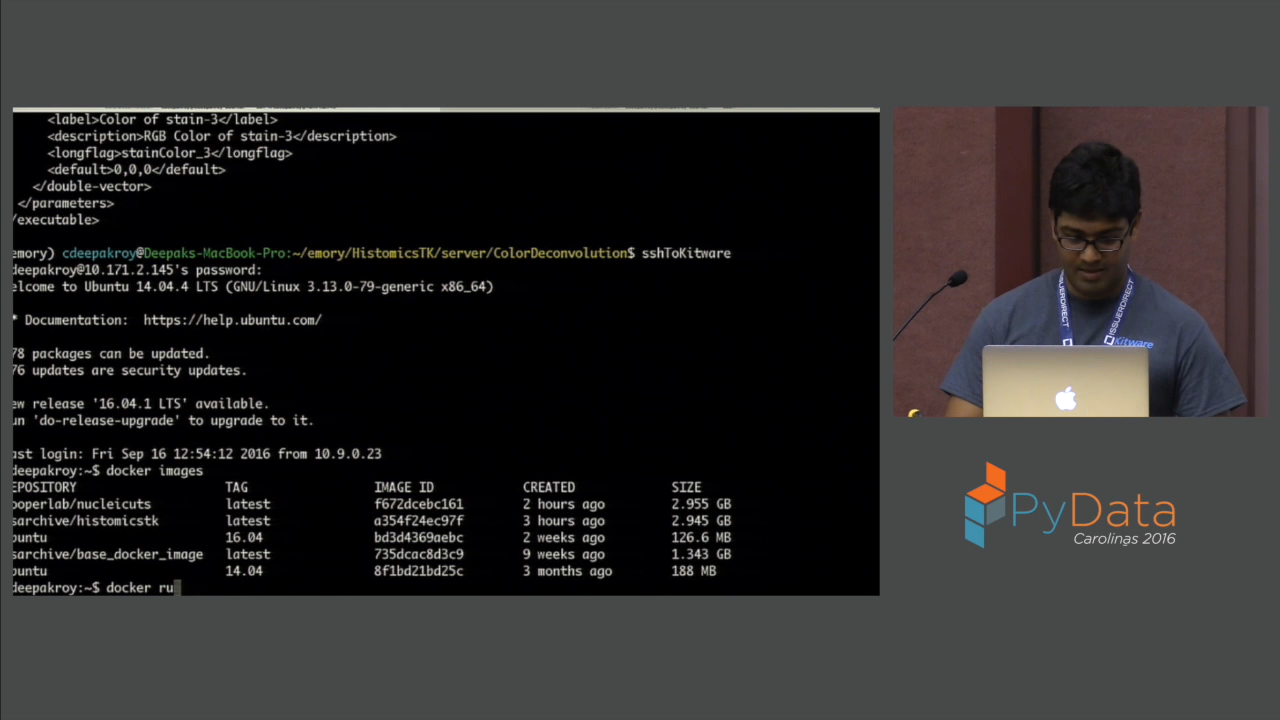 <label>Color of stain-3</label>
<description>RGB Color of stain-3</description>
<longflag>stainColor_3</longflag>
<default>0,0,0</default>
</double-vector>
</parameters>
/executable>
emory) cdeepakroy@Deepaks-MacBook-Pro:~/emory/HistomicsTK/server/ColorDeconvolution$ sshToKitware
deepakroy@10.171.2.145's password:
elcome to Ubuntu 14.04.4 LTS (GNU/Linux 3.13.0-79-generic x86_64)
* Documentation:  https://help.ubuntu.com/
78 packages can be updated.
76 updates are security updates.
ew release '16.04.1 LTS' available.
un 'do-release-upgrade' to upgrade to it.
ast login: Fri Sep 16 12:54:12 2016 from 10.9.0.23
deepakroy:~$ docker images
EPOSITORY TAG IMAGE ID CREATED SIZE
ooperlab/nucleicuts latest f672dcebc161 2 hours ago 2.955 GB
sarchive/histomicstk latest a354f24ec97f 3 hours ago 2.945 GB
buntu 16.04 bd3d4369aebc 2 weeks ago 126.6 MB
sarchive/base_docker_image latest 735dcac8d3c9 9 weeks ago 1.343 GB
buntu 14.04 8f1bd21bd25c 3 months ago 188 MB
deepakroy:~$ docker ru
ISSUERDIRECT
ISSUERDIRECT
Kitware
PyData
Carolinas 2016